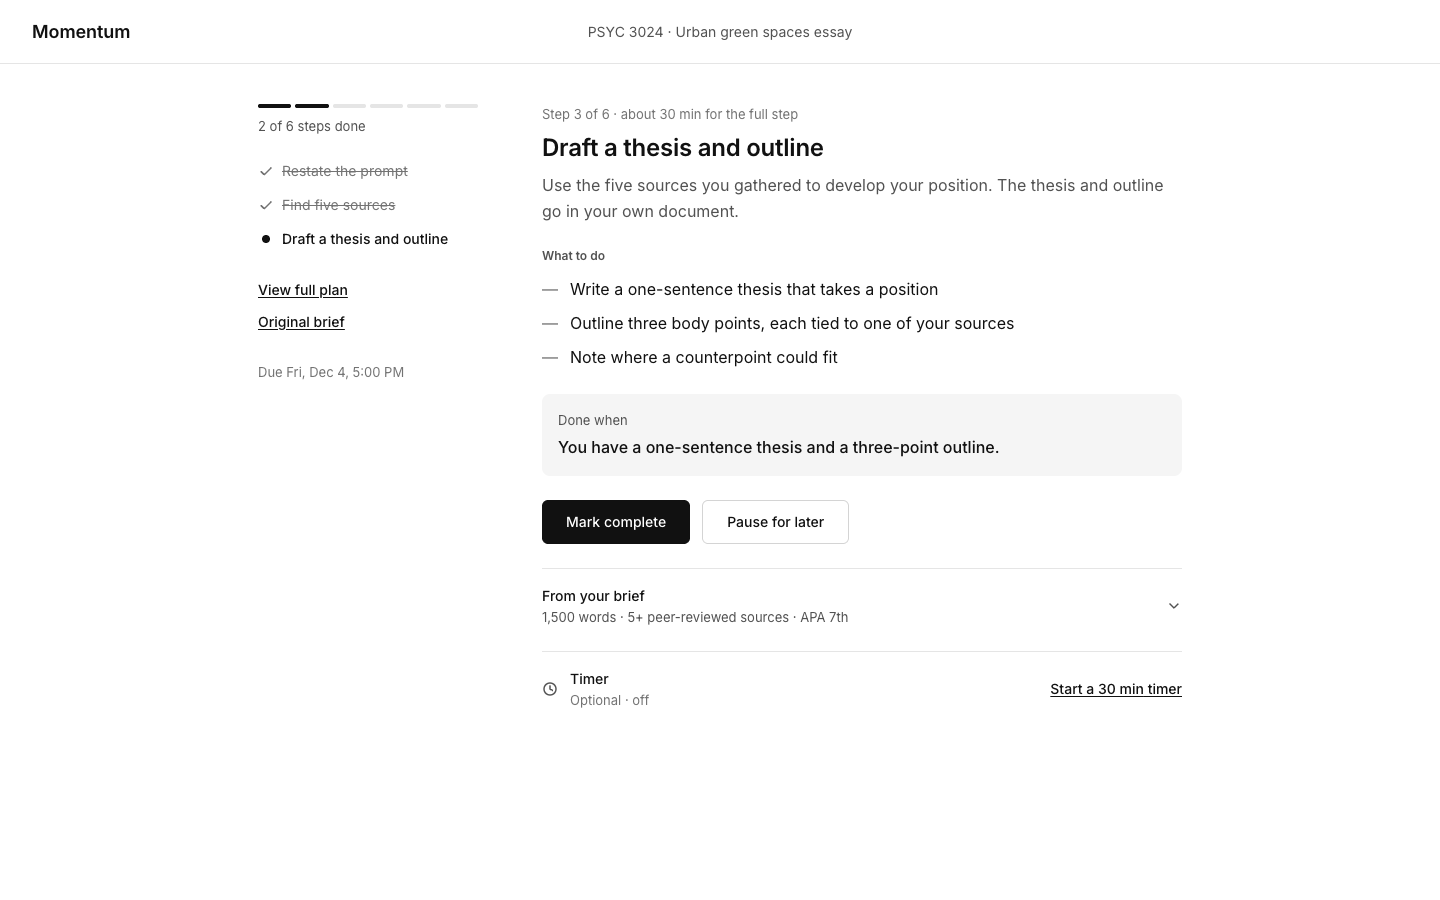 Momentum
PSYC 3024 · Urban green spaces essay
2 of 6 steps done
Restate the prompt
Find five sources
Draft a thesis and outline
View full plan
Original brief
Due Fri, Dec 4, 5:00 PM
Step 3 of 6 · about 30 min for the full step
Draft a thesis and outline
Use the five sources you gathered to develop your position. The thesis and outline
go in your own document.
What to do
— Write a one-sentence thesis that takes a position
— Outline three body points, each tied to one of your sources
— Note where a counterpoint could fit
Done when
You have a one-sentence thesis and a three-point outline.
Mark complete
Pause for later
From your brief
1,500 words · 5+ peer-reviewed sources · APA 7th
Timer
Optional · off
Start a 30 min timer